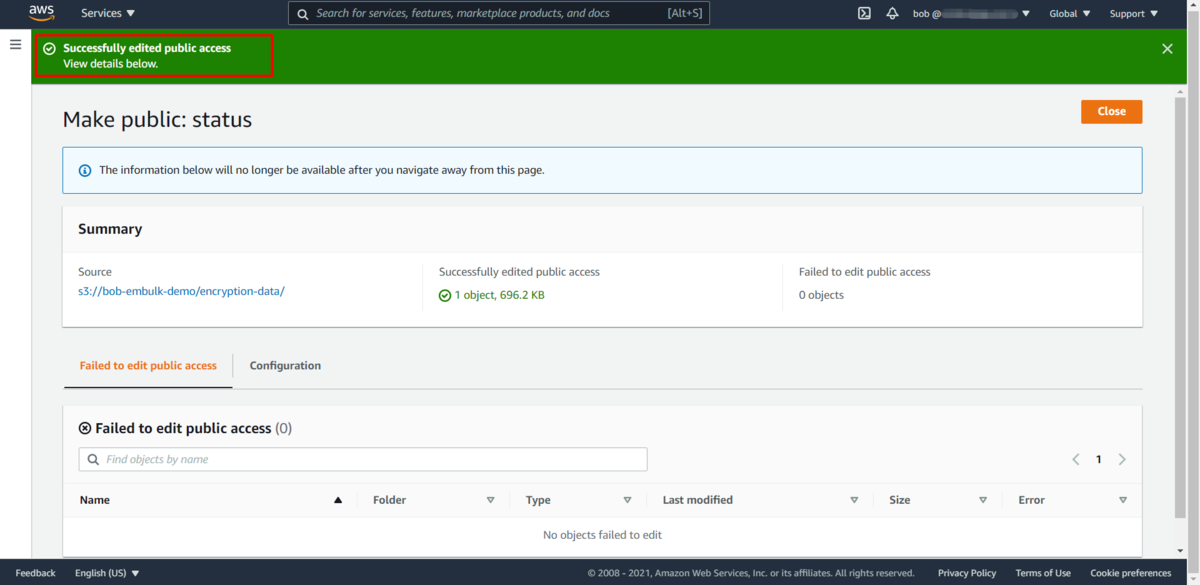 aws Services Search for services, features, marketplace products, and docs [Alt+S] bob @ Global Support
Successfully edited public access
View details below.
Make public: status
Close
The information below will no longer be available after you navigate away from this page.
Summary
Source Successfully edited public access Failed to edit public access
s3://bob-embulk-demo/encryption-data/ 1 object, 696.2 KB 0 objects
Failed to edit public access Configuration
Failed to edit public access (0)
Find objects by name 1
Name Folder Type Last modified Size Error
No objects failed to edit
Feedback English (US) © 2008 - 2021, Amazon Web Services, Inc. or its affiliates. All rights reserved. Privacy Policy Terms of Use Cookie preferences